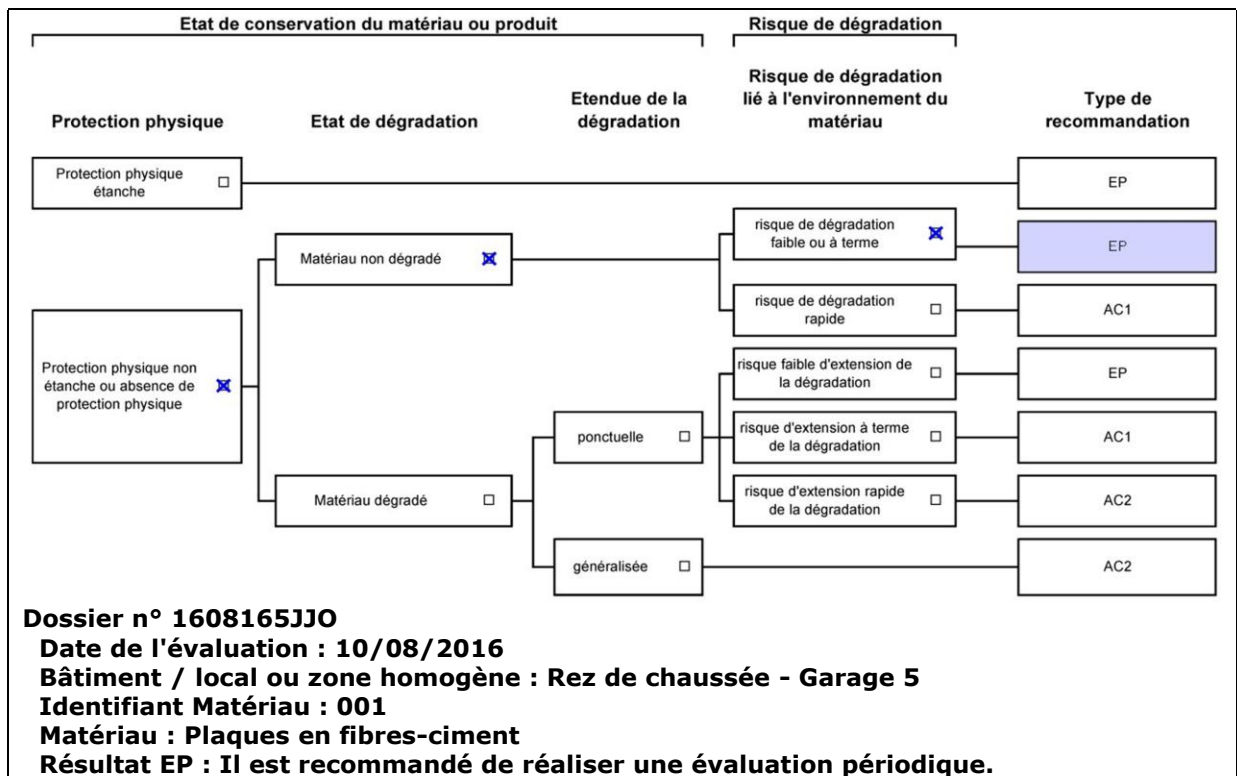 Etat de conservation du matériau ou produit
Risque de dégradation
Protection physique
Etat de dégradation
Etendue de la
dégradation
Risque de dégradation
lié à l'environnement du
matériau
Type de
recommandation
Protection physique
étanche
EP
Protection physique non
étanche ou absence de
protection physique
Matériau non dégradé
risque de dégradation
faible ou à terme
EP
risque de dégradation
rapide
AC1
Matériau dégradé
ponctuelle
risque faible d'extension de
la dégradation
EP
risque d'extension à terme
de la dégradation
AC1
risque d'extension rapide
de la dégradation
AC2
généralisée
AC2
Dossier n° 1608165JJO
Date de l'évaluation : 10/08/2016
Bâtiment / local ou zone homogène : Rez de chaussée - Garage 5
Identifiant Matériau : 001
Matériau : Plaques en fibres-ciment
Résultat EP : Il est recommandé de réaliser une évaluation périodique.